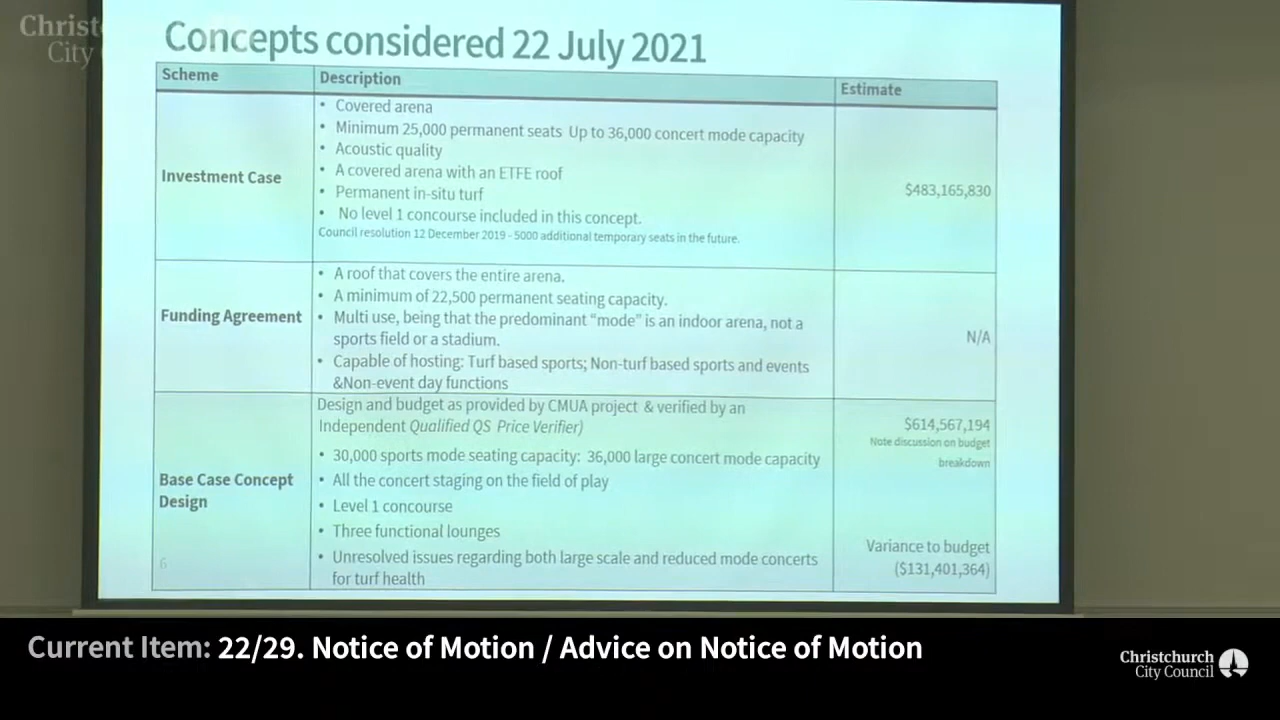 Christ
City C
Concepts considered 22 July 2021
Scheme
Description
Estimate
Investment Case
• Covered arena
• Minimum 25,000 permanent seats Up to 36,000 concert mode capacity
• Acoustic quality
• A covered arena with an ETFE roof
• Permanent in-situ turf
• No level 1 concourse included in this concept.
Council resolution 12 December 2019 - 5000 additional temporary seats in the future.
$483,165,830
Funding Agreement
• A roof that covers the entire arena.
• A minimum of 22,500 permanent seating capacity.
• Multi use, being that the predominant “mode” is an indoor arena, not a
sports field or a stadium.
• Capable of hosting: Turf based sports; Non-turf based sports and events
&Non-event day functions
N/A
Base Case Concept
Design
Design and budget as provided by CMUA project & verified by an
Independent Qualified QS Price Verifier)
• 30,000 sports mode seating capacity: 36,000 large concert mode capacity
• All the concert staging on the field of play
• Level 1 concourse
• Three functional lounges
• Unresolved issues regarding both large scale and reduced mode concerts
for turf health
$614,567,194
Note discussion on budget
breakdown
Variance to budget
($131,401,364)
6
Current Item: 22/29. Notice of Motion / Advice on Notice of Motion
Christchurch
City Council